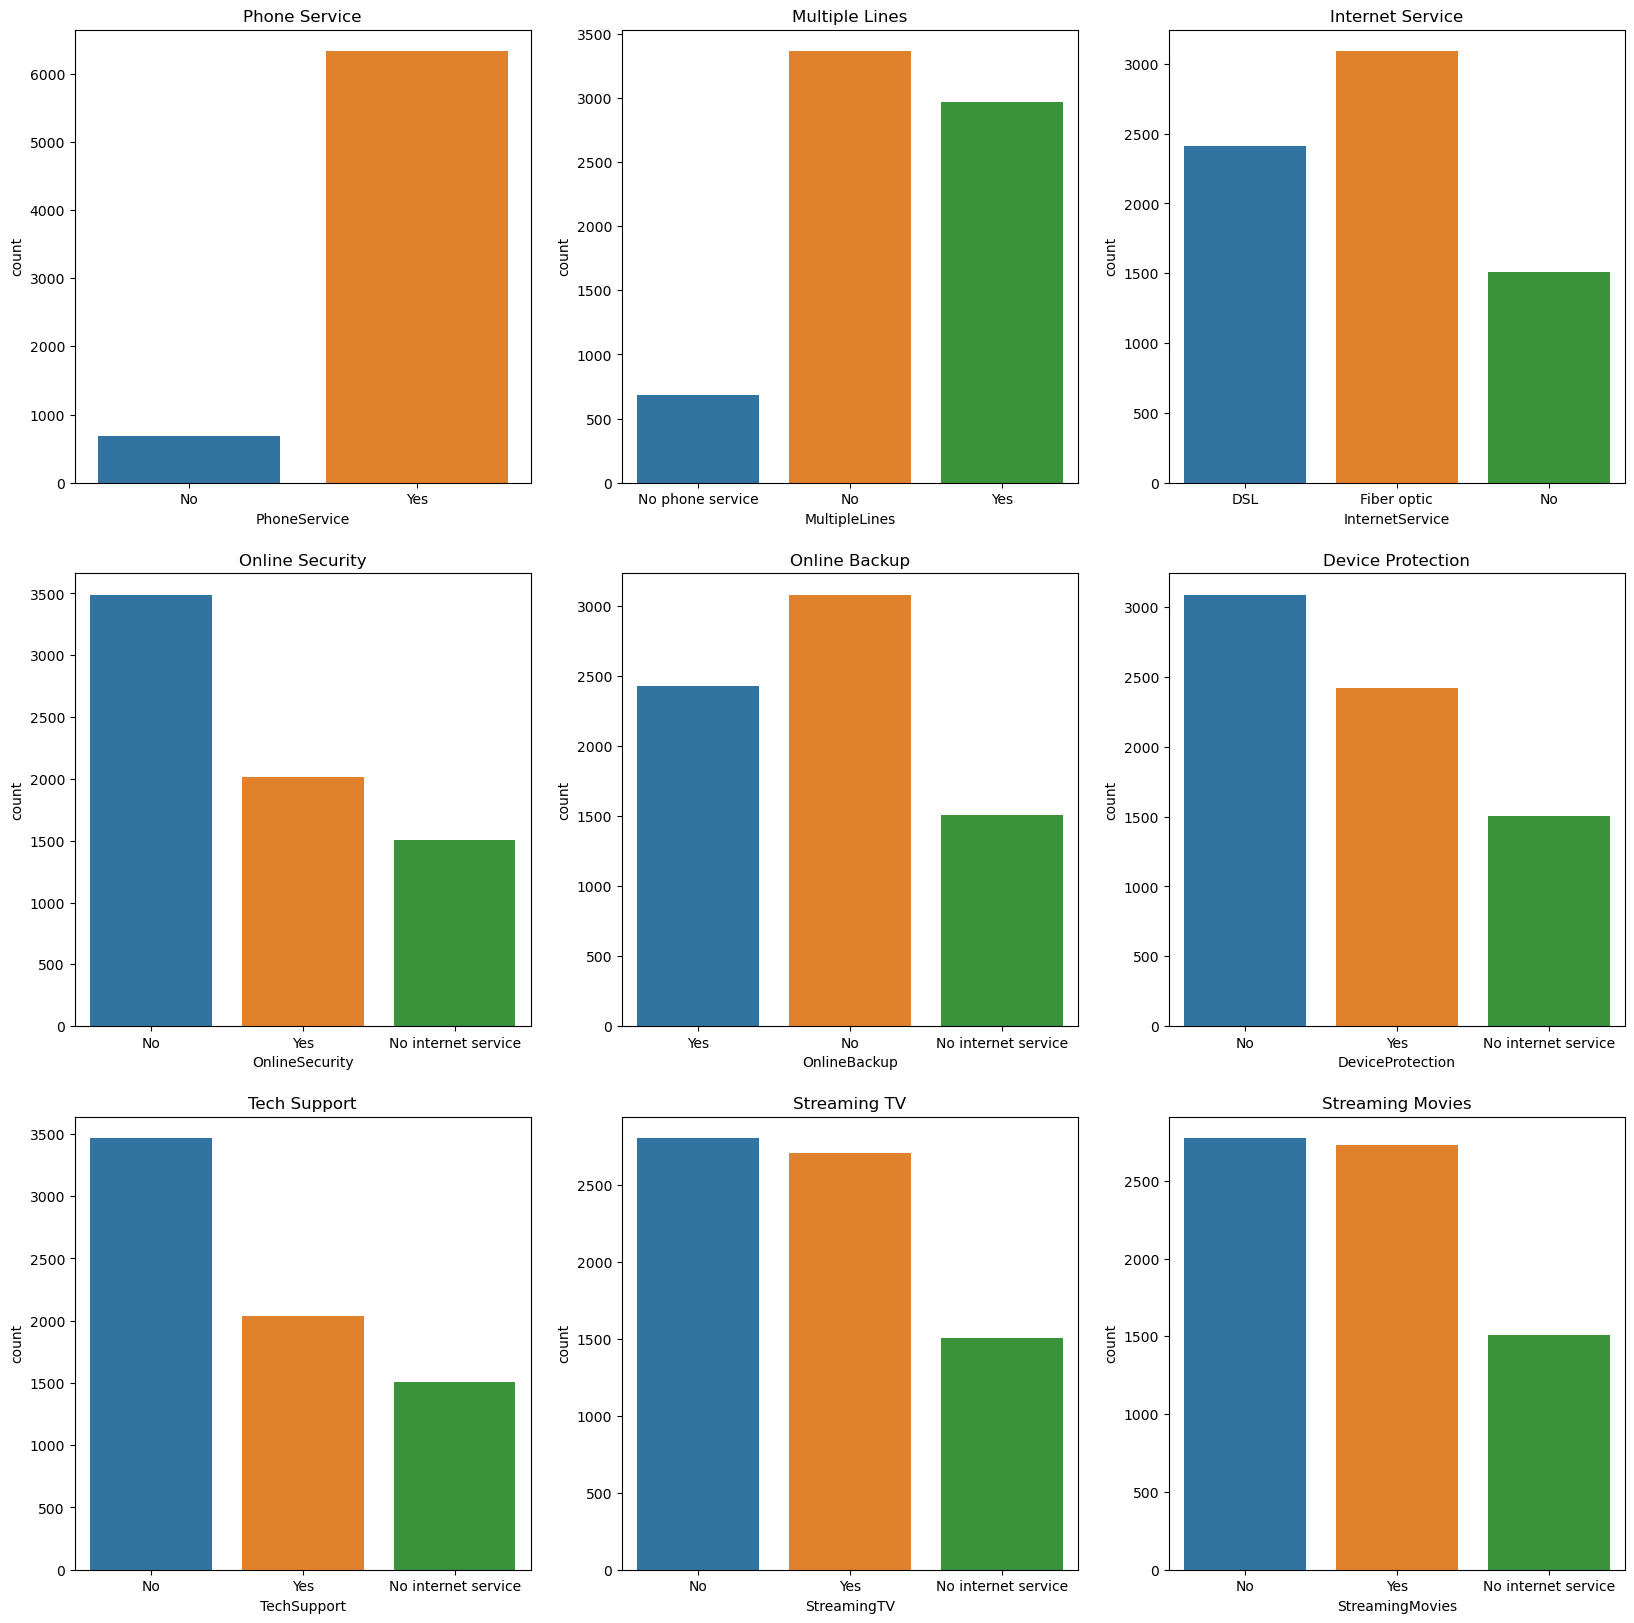 Phone Service
6000
5000
4000
3000
2000
1000
0
count
No Yes
PhoneService
Multiple Lines
3500
3000
2500
2000
1500
1000
500
0
count
No phone service No Yes
MultipleLines
Internet Service
3000
2500
2000
1500
1000
500
0
count
DSL Fiber optic No
InternetService
Online Security
3500
3000
2500
2000
1500
1000
500
0
count
No Yes No internet service
OnlineSecurity
Online Backup
3000
2500
2000
1500
1000
500
0
count
Yes No No internet service
OnlineBackup
Device Protection
3000
2500
2000
1500
1000
500
0
count
No Yes No internet service
DeviceProtection
Tech Support
3500
3000
2500
2000
1500
1000
500
0
count
No Yes No internet service
TechSupport
Streaming TV
2500
2000
1500
1000
500
0
count
No Yes No internet service
StreamingTV
Streaming Movies
2500
2000
1500
1000
500
0
count
No Yes No internet service
StreamingMovies